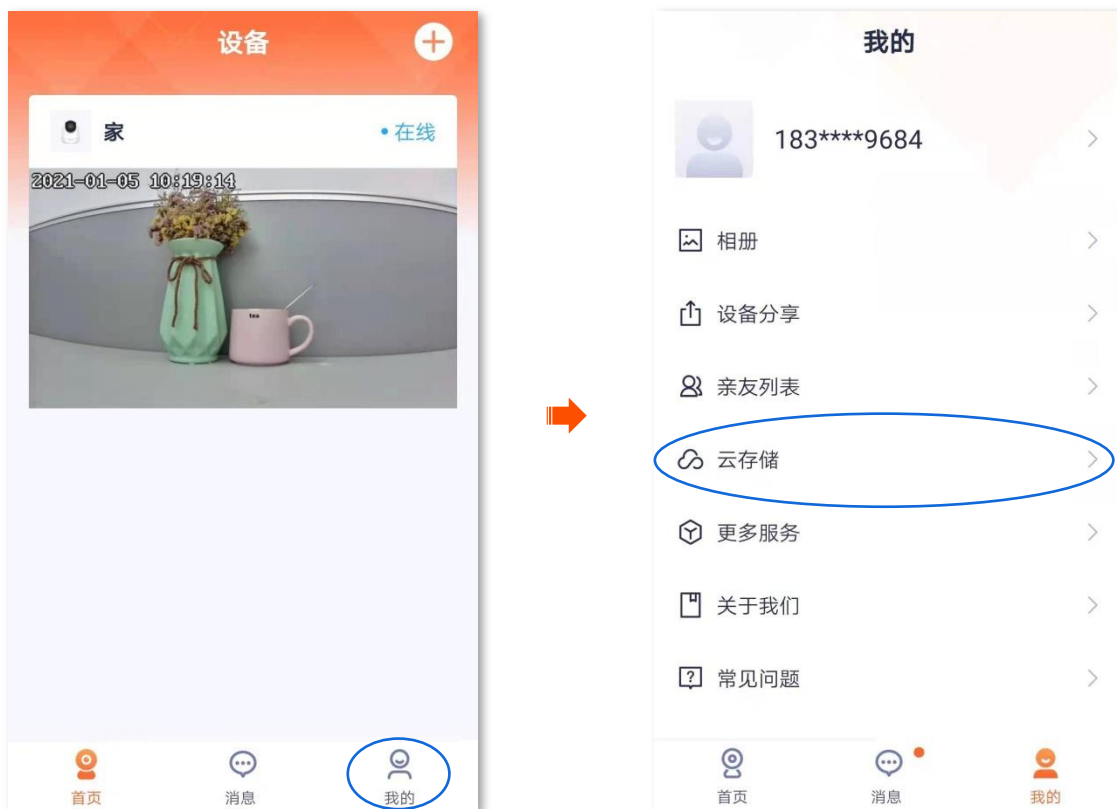 设备
家
在线
2021-01-05 10:19:14
tea
首页
消息
我的
我的
183****9684
相册
设备分享
亲友列表
云存储
更多服务
关于我们
常见问题
首页
消息
我的